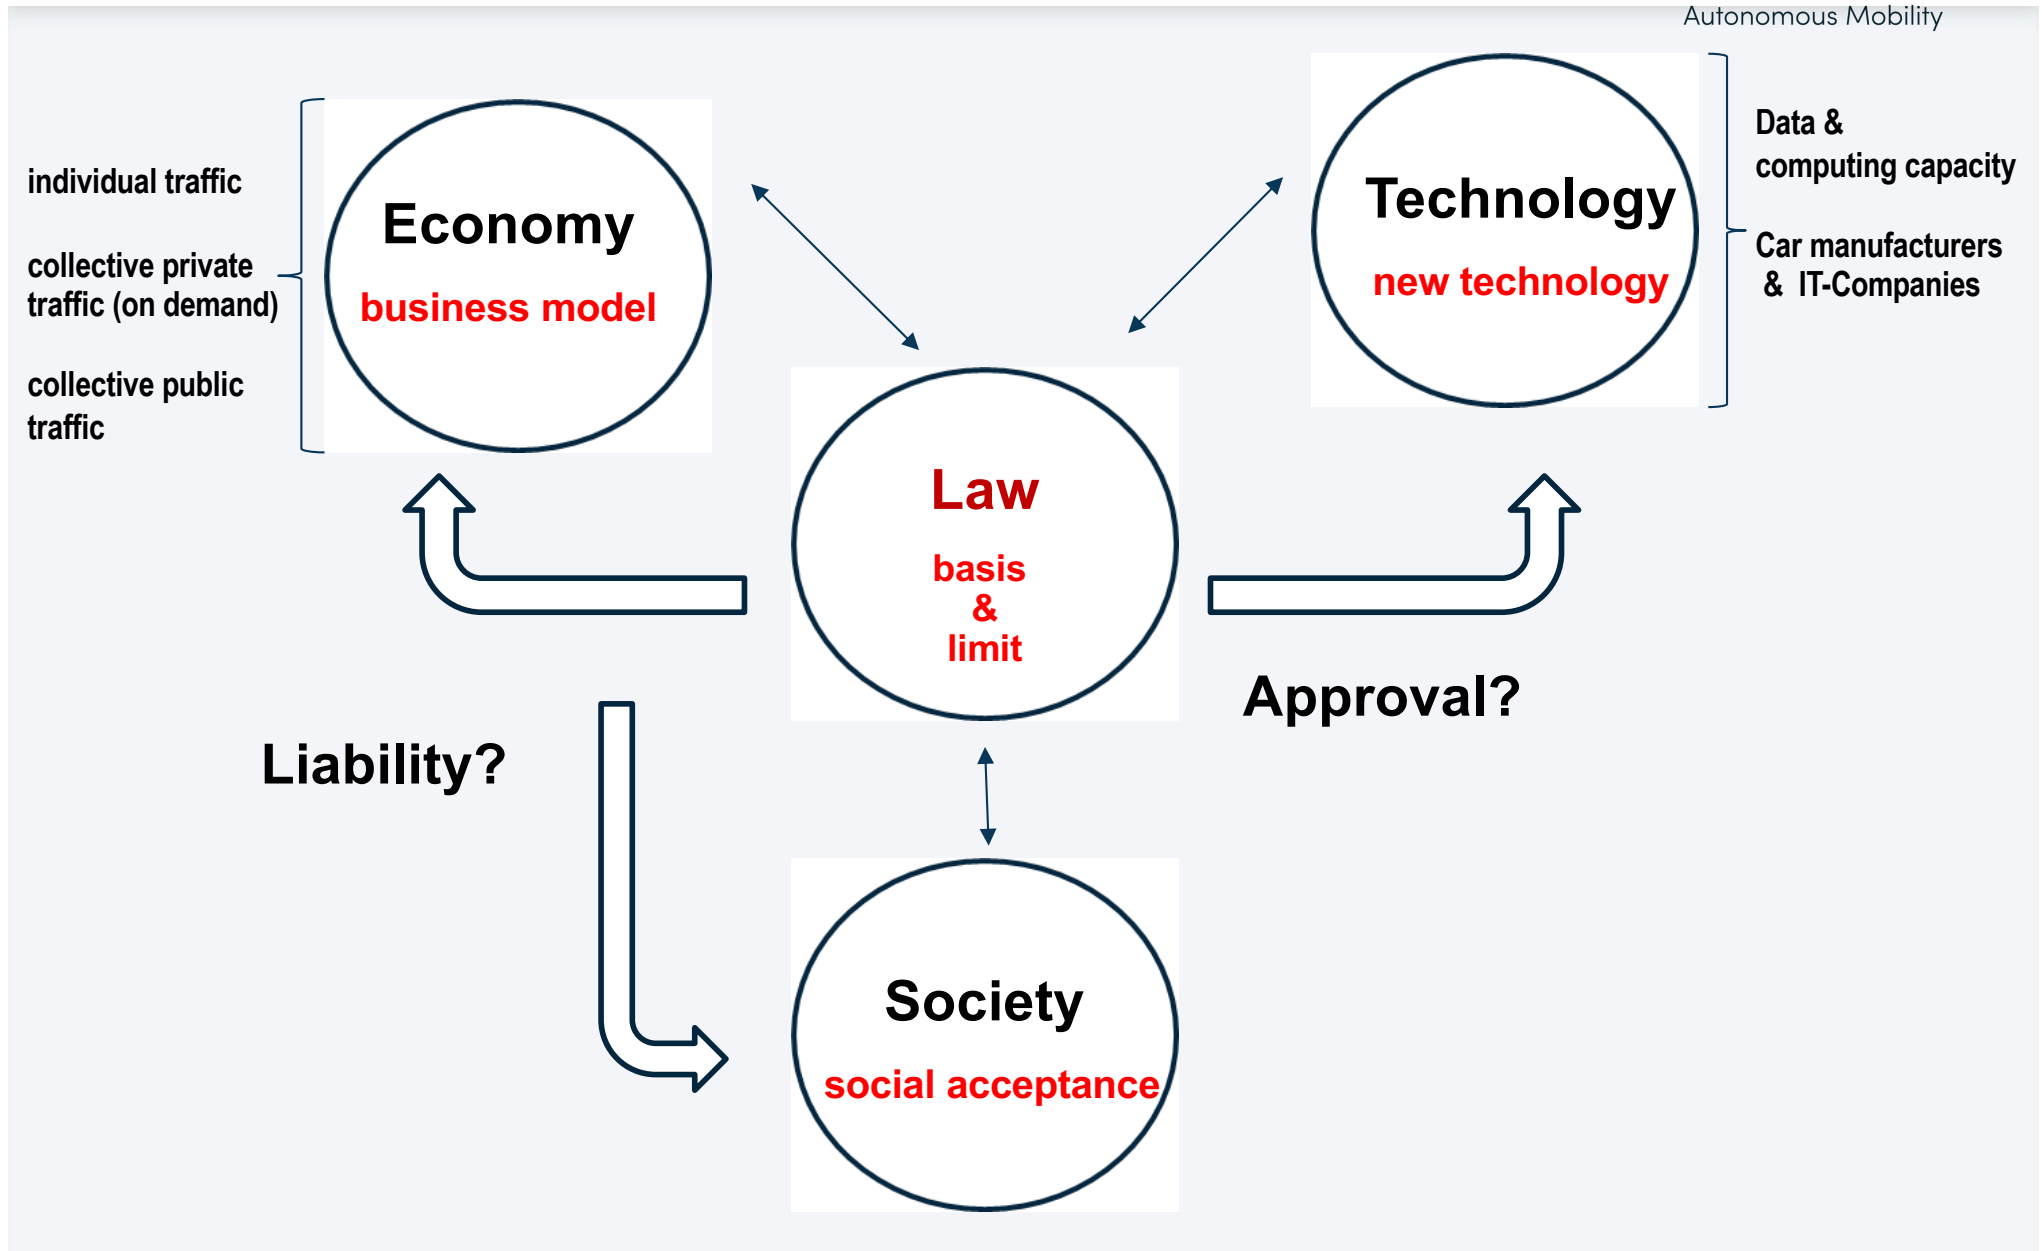 Autonomous Mobility
individual traffic
collective private
traffic (on demand)
collective public
traffic
Economy
business model
Technology
new technology
Data &
computing capacity
Car manufacturers
& IT-Companies
Law
basis
&
limit
Liability?
Approval?
Society
social acceptance